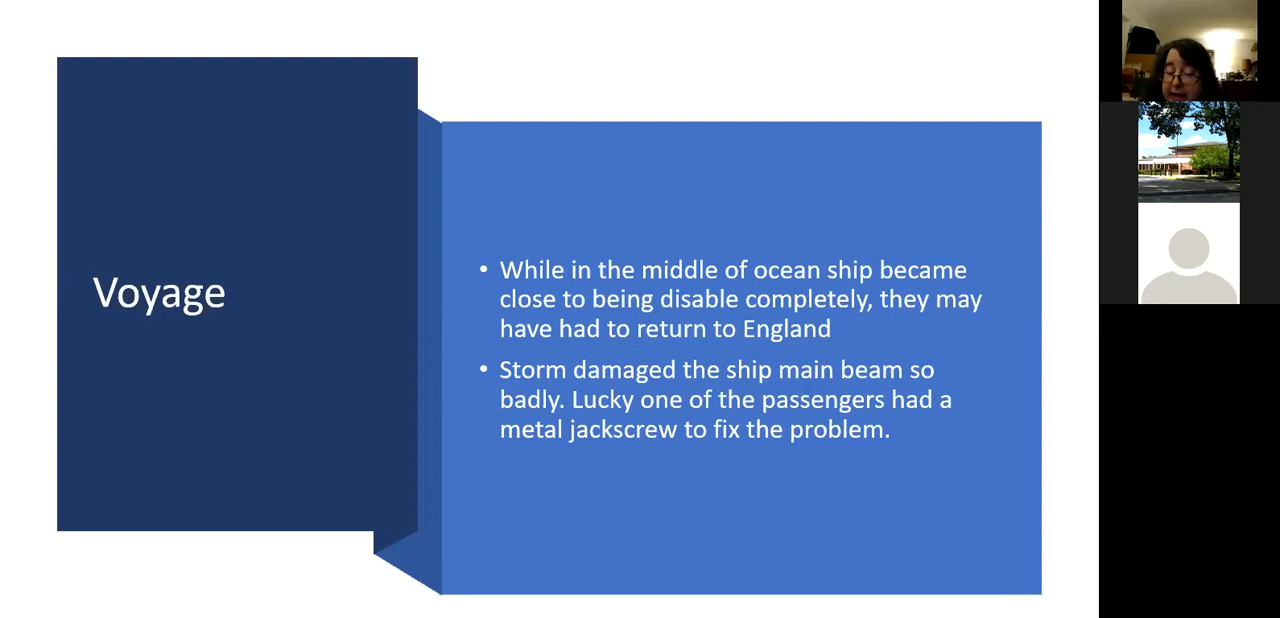 Voyage
• While in the middle of ocean ship became
close to being disable completely, they may
have had to return to England
• Storm damaged the ship main beam so
badly. Lucky one of the passengers had a
metal jackscrew to fix the problem.